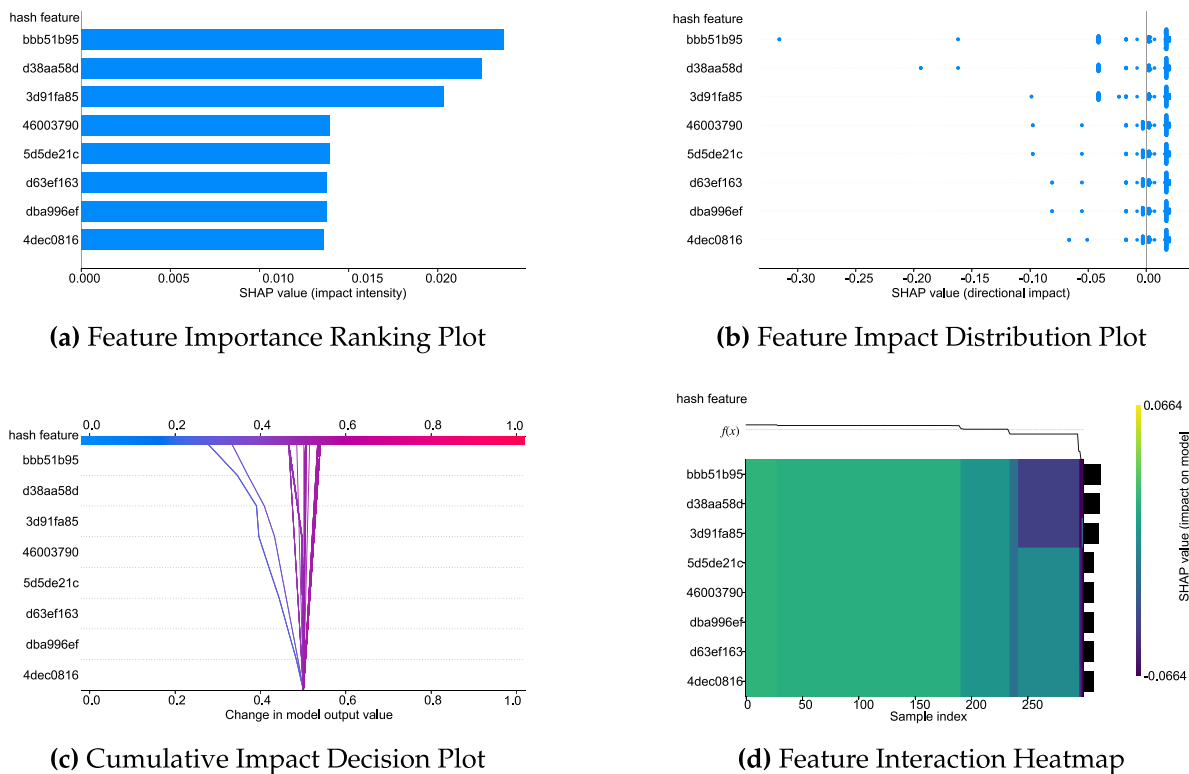 hash feature
bbb51b95
d38aa58d
3d91fa85
46003790
5d5de21c
d63ef163
dba996ef
4dec0816
0.000 0.005 0.010 0.015 0.020
SHAP value (impact intensity)
(a) Feature Importance Ranking Plot
hash feature
bbb51b95
d38aa58d
3d91fa85
46003790
5d5de21c
d63ef163
dba996ef
4dec0816
-0.30 -0.25 -0.20 -0.15 -0.10 -0.05 0.00
SHAP value (directional impact)
(b) Feature Impact Distribution Plot
0.0 0.2 0.4 0.6 0.8 1.0
hash feature
bbb51b95
d38aa58d
3d91fa85
46003790
5d5de21c
d63ef163
dba996ef
4dec0816
0.0 0.2 0.4 0.6 0.8 1.0
Change in model output value
(c) Cumulative Impact Decision Plot
hash feature
f(x)
bbb51b95
d38aa58d
3d91fa85
5d5de21c
46003790
dba996ef
d63ef163
4dec0816
0 50 100 150 200 250
Sample index
0.0664
-0.0664
SHAP value (impact on model
(d) Feature Interaction Heatmap